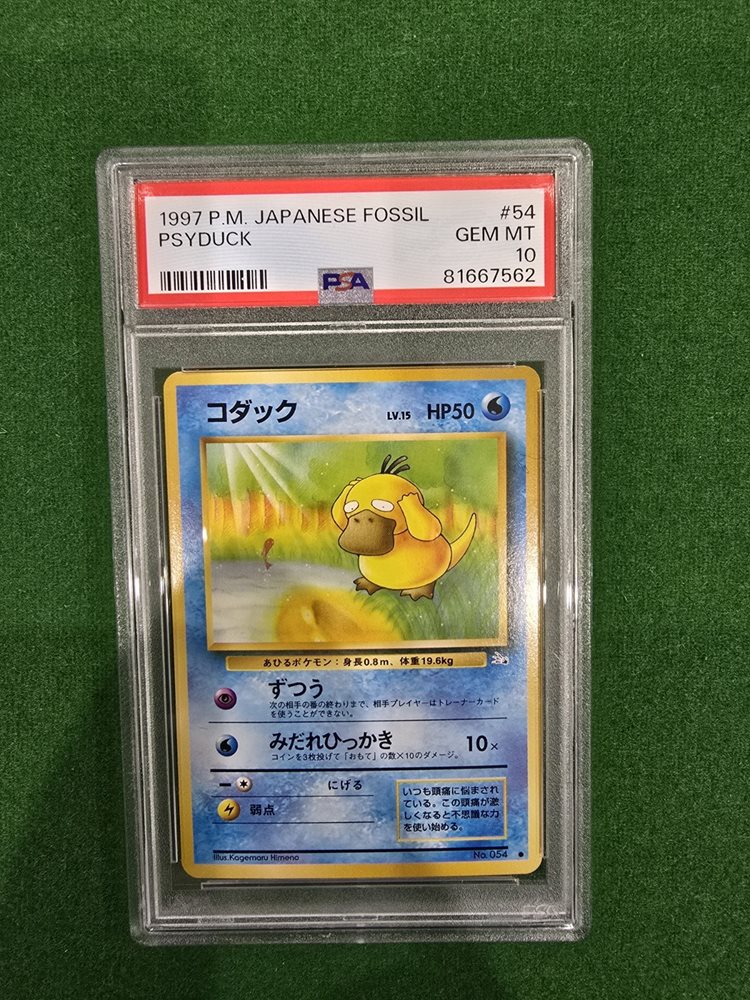 1997 P.M. JAPANESE FOSSIL #54
PSYDUCK GEM MT
10
PSA 81667562
コダック LV.15 HP50
あひるポケモン：身長0.8m、体重19.6kg
ずつう
次の相手の番の終わりまで、相手プレイヤーはトレーナーカード
を使うことができない。
みだれひっかき 10×
コインを3枚投げて「おもて」の数×10のダメージ。
にげる
弱点
いつも頭痛に悩まされ
ている。この頭痛が激
しくなると不思議な力
を使い始める。
Illus.Kagemaru Himeno No. 054